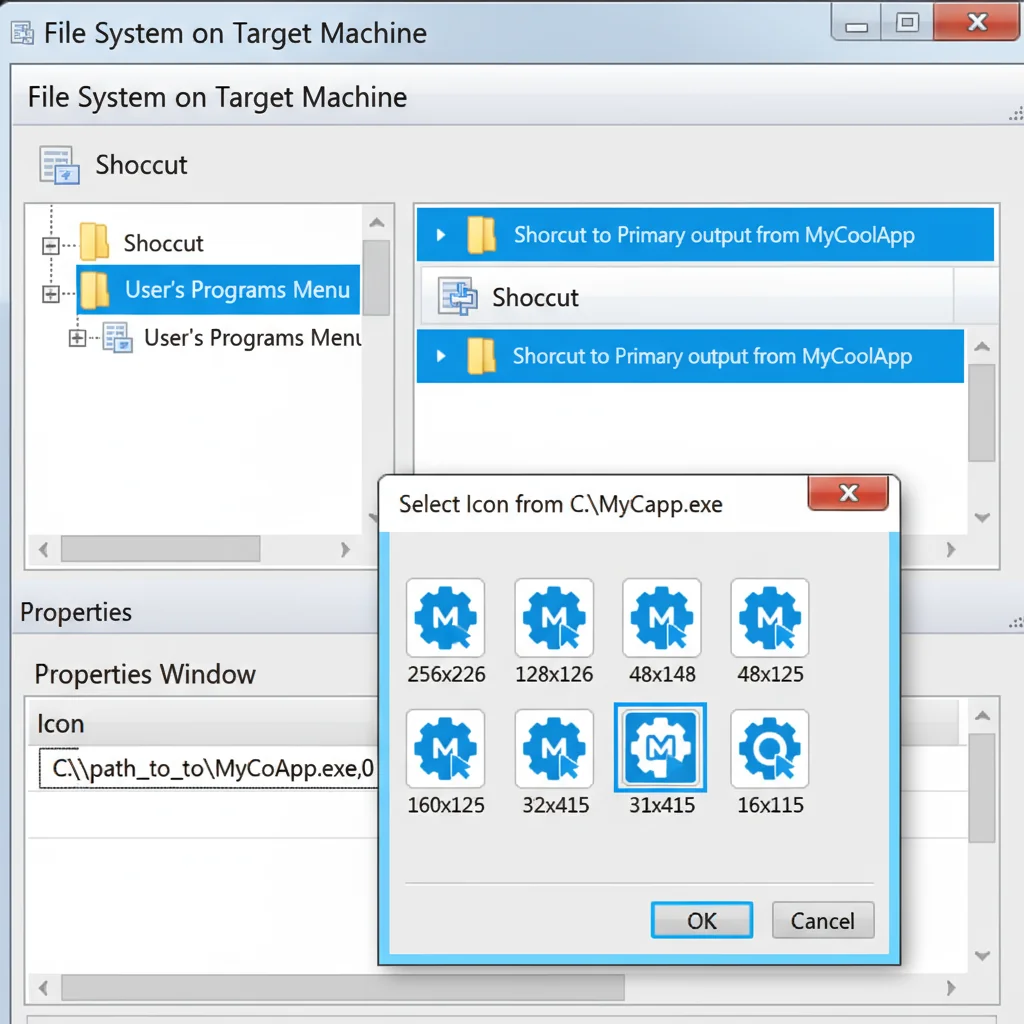 File System on Target Machine
File System on Target Machine
Shoccut
Shoccut
User's Programs Menu
User's Programs Menu
Shorcut to Primary output from MyCoolApp
Shoccut
Shorcut to Primary output from MyCoolApp
Select Icon from C.\MyCapp.exe
M
M
M
M
256x226
128x126
48x148
48x125
M
M
M
160x125
32x415
31x415
16x115
OK
Cancel
Properties
Properties Window
Icon
C\\path_to_to\MyCoApp.exe,0